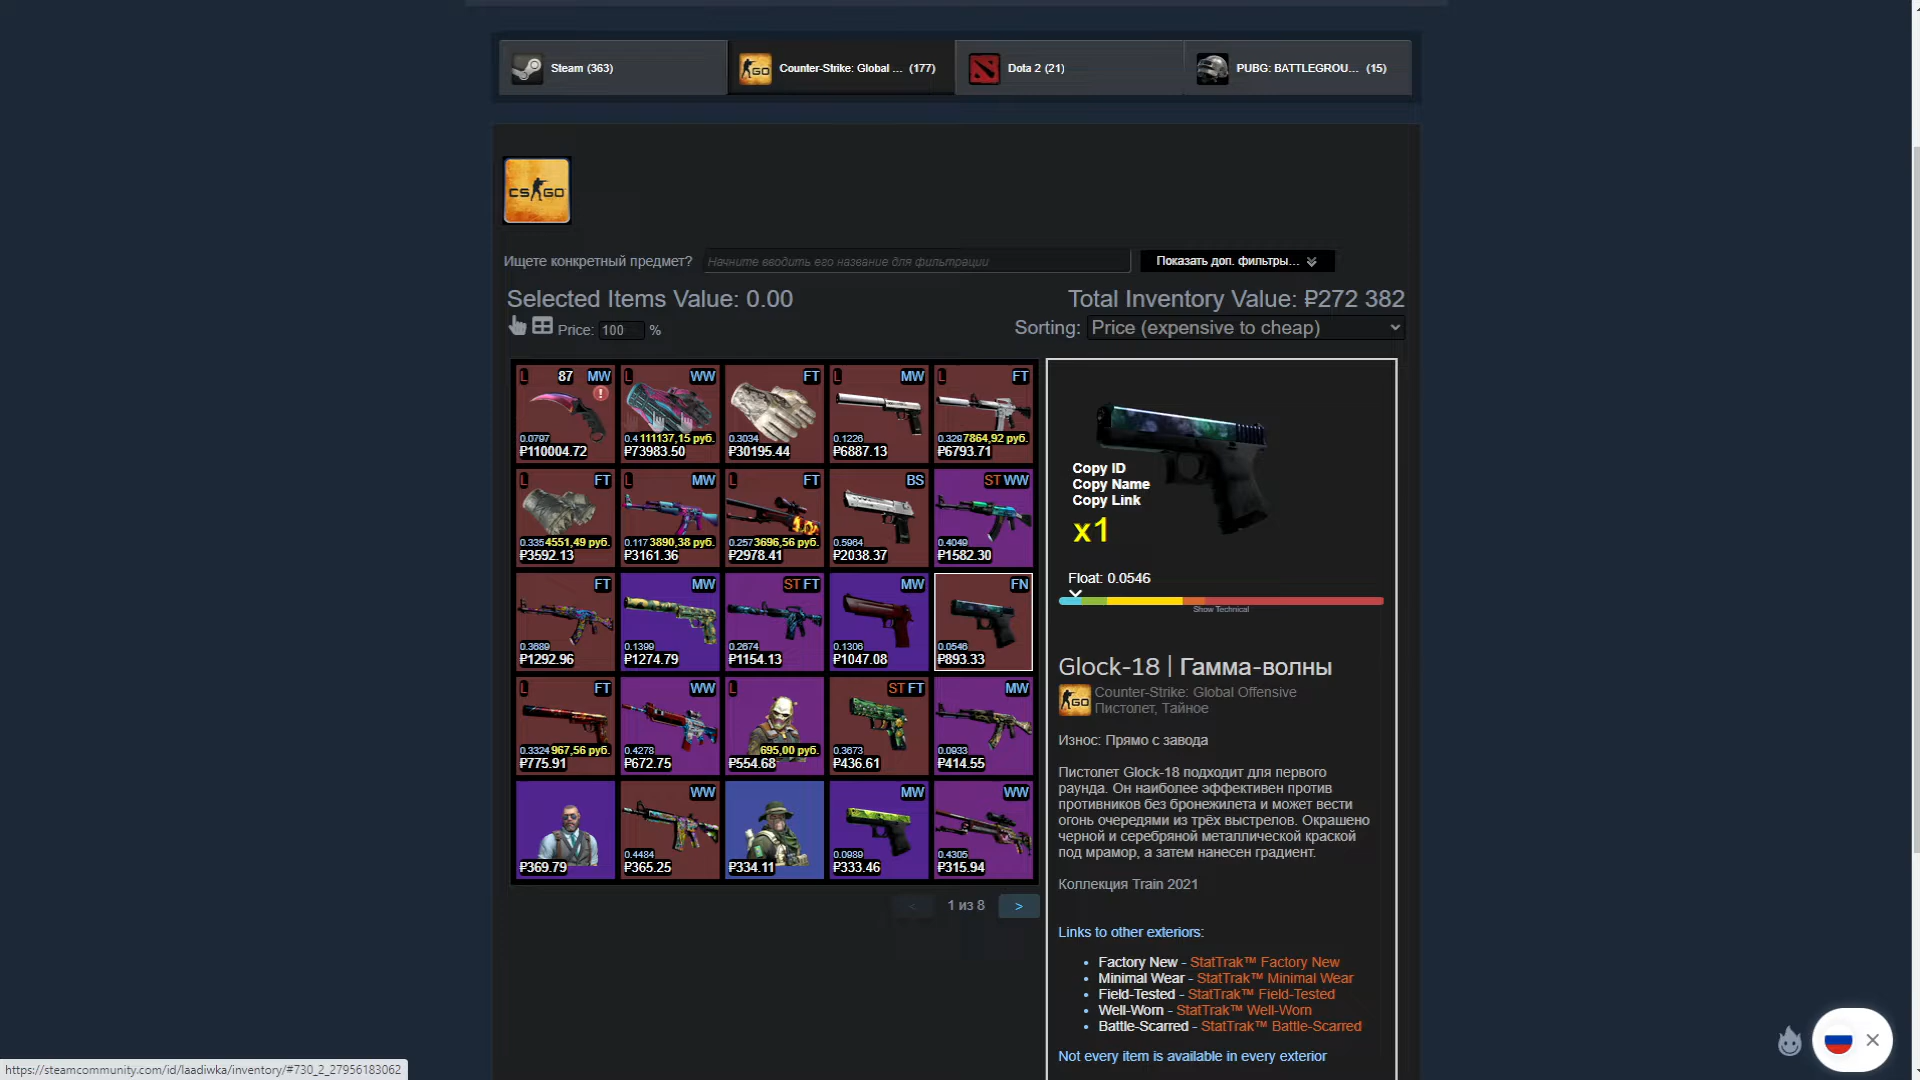 Steam (363)
Counter-Strike: Global ... (177)
Dota 2 (21)
PUBG: BATTLEGROU... (15)
CS GO
Ищете конкретный предмет?
Начните вводить его название для фильтрации
Показать доп. фильтры...
Selected Items Value: 0.00
Total Inventory Value: ₽272 382
Price: 100 %
Sorting: Price (expensive to cheap)
L 87 MW
0.0797
₽110004.72
L WW
0.4 111137,15 руб.
₽73983.50
FT
0.3034
₽30195.44
L MW
0.1226
₽6887.13
L FT
0.329 7864,92 руб.
₽6793.71
L FT
0.335 4551,49 руб.
₽3592.13
L MW
0.117 3890,38 руб.
₽3161.36
L FT
0.257 3696,56 руб.
₽2978.41
BS
0.5964
₽2038.37
ST WW
0.4049
₽1582.30
FT
0.3689
₽1292.96
MW
0.1399
₽1274.79
ST FT
0.2674
₽1154.13
MW
0.1306
₽1047.08
FN
0.0546
₽893.33
L FT
0.3324 967,56 руб.
₽775.91
WW
0.4278
₽672.75
L
695,00 руб.
₽554.68
ST FT
0.3673
₽436.61
MW
0.0933
₽414.55
₽369.79
WW
0.4484
₽365.25
₽334.11
MW
0.0989
₽333.46
WW
0.4305
₽315.94
<
1 из 8
>
Copy ID
Copy Name
Copy Link
x1
Float: 0.0546
Show Technical
Glock-18 | Гамма-волны
Counter-Strike: Global Offensive
Пистолет, Тайное
Износ: Прямо с завода
Пистолет Glock-18 подходит для первого
раунда. Он наиболее эффективен против
противников без бронежилета и может вести
огонь очередями из трёх выстрелов. Окрашено
черной и серебряной металлической краской
под мрамор, а затем нанесен градиент.
Коллекция Train 2021
Links to other exteriors:
Factory New - StatTrak™ Factory New
Minimal Wear - StatTrak™ Minimal Wear
Field-Tested - StatTrak™ Field-Tested
Well-Worn - StatTrak™ Well-Worn
Battle-Scarred - StatTrak™ Battle-Scarred
Not every item is available in every exterior
https://steamcommunity.com/id/laadiwka/inventory/#730_2_27956183062